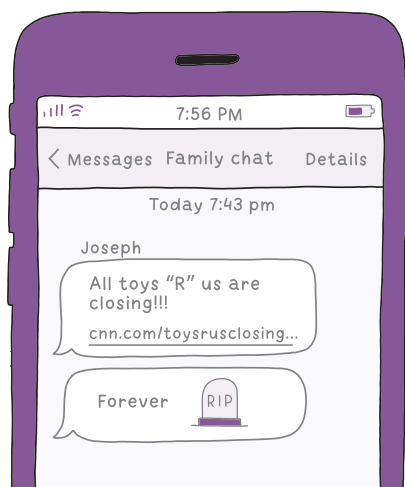 7:56 PM
Messages Family chat Details
Today 7:43 pm
Joseph
All toys “R” us are
closing!!!
cnn.com/toysrusclosing...
Forever
RIP